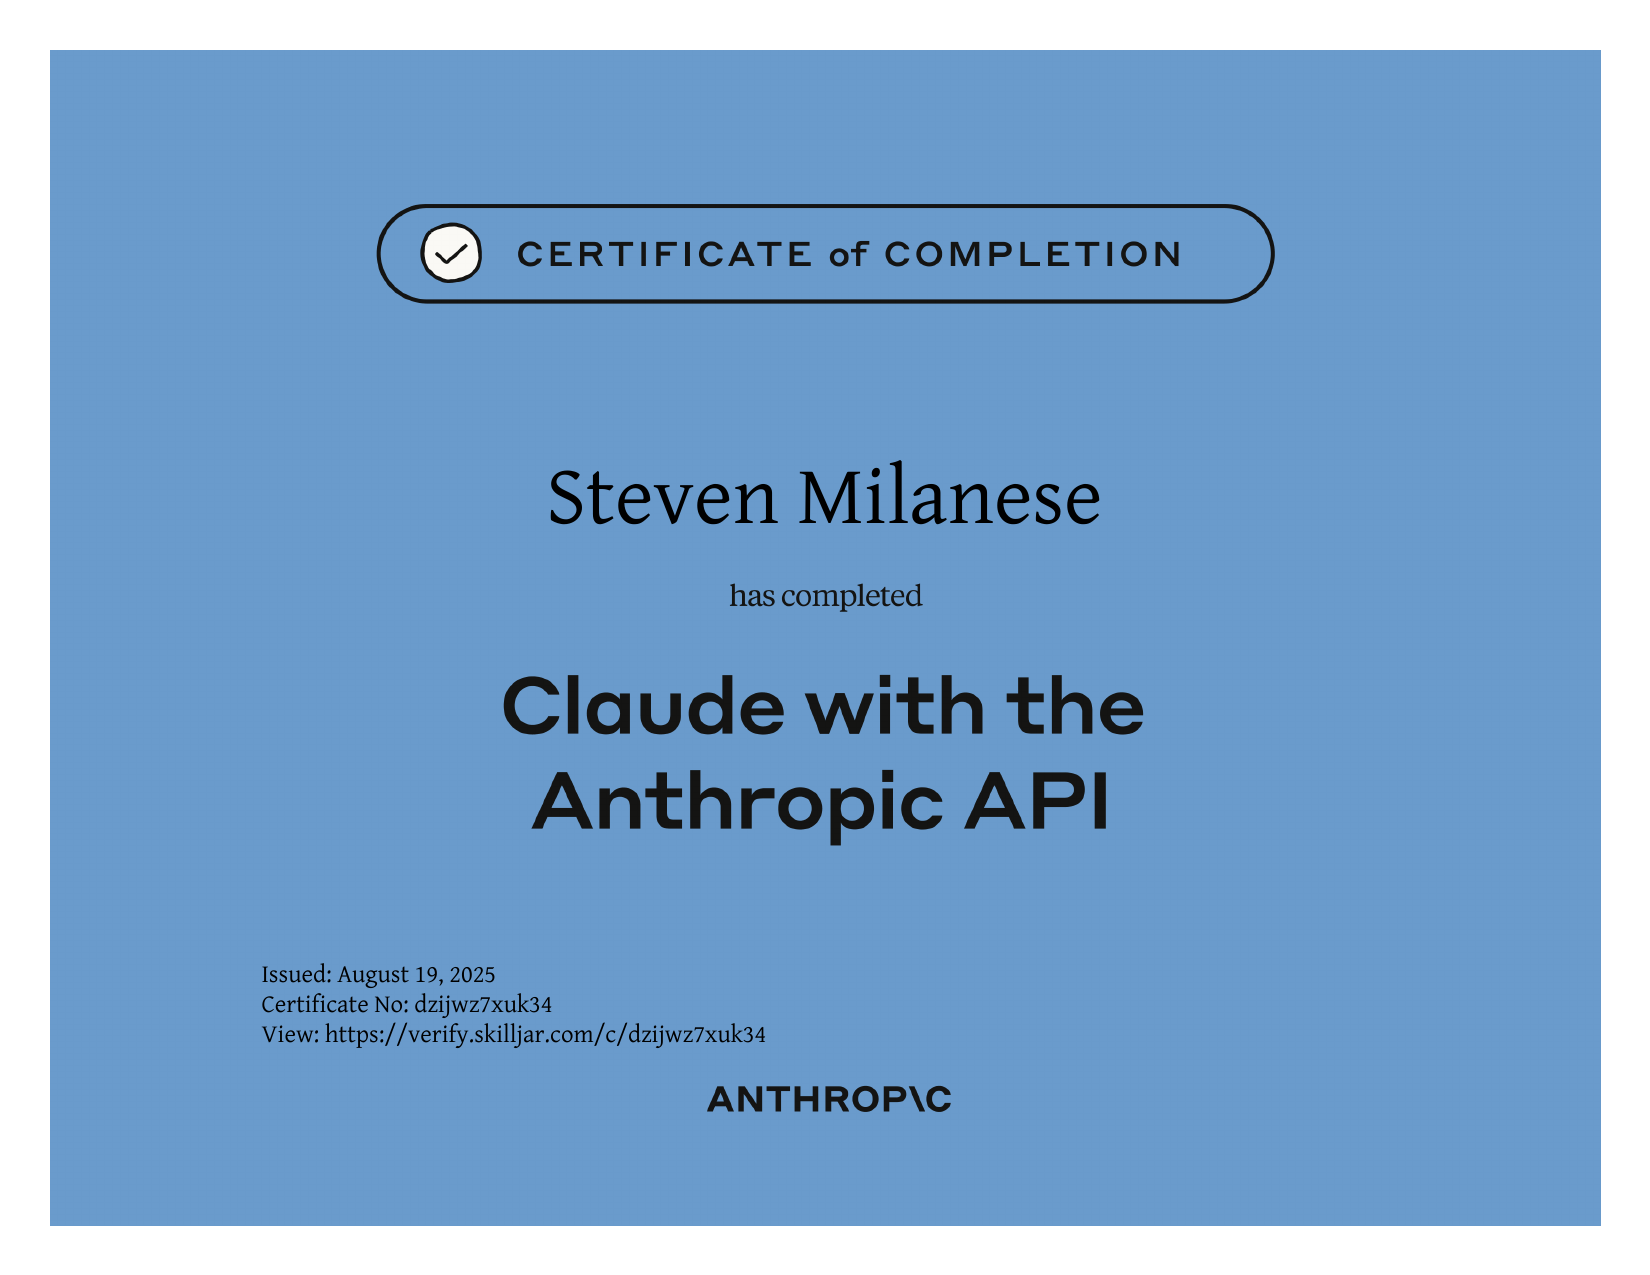 CERTIFICATE of COMPLETION
Steven Milanese
has completed
Claude with the
Anthropic API
Issued: August 19, 2025
Certificate No: dzijwz7xuk34
View: https://verify.skilljar.com/c/dzijwz7xuk34
ANTHROP\C